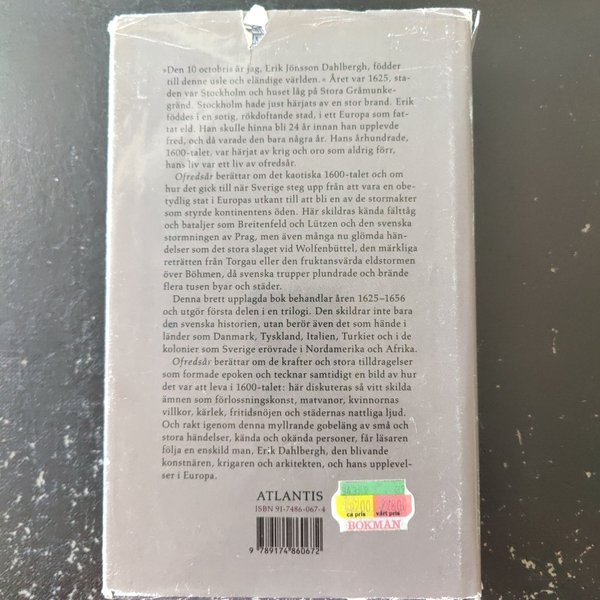 »Den 10 octobris är jag, Erik Jönsson Dahlbergh, födder
till denne usle och eländige världen.« Året var 1625, sta-
den var Stockholm och huset låg på Stora Gråmunke-
gränd. Stockholm hade just härjats av en stor brand. Erik
föddes i en sotig, rökdoftande stad, i ett Europa som fat-
tat eld. Han skulle hinna bli 24 år innan han upplevde
fred, och då varade den bara några år. Hans århundrade,
1600-talet, var härjat av krig och oro som aldrig förr,
hans liv var ett liv av ofredsår.
Ofredsår berättar om det kaotiska 1600-talet och om
hur det gick till när Sverige steg upp från att vara en obe-
tydlig stat i Europas utkant till att bli en av de stormakter
som styrde kontinentens öden. Här skildras kända fälttåg
och bataljer som Breitenfeld och Lützen och den svenska
stormningen av Prag, men även många nu glömda hän-
delser som det stora slaget vid Wolfenbüttel, den märkliga
reträtten från Torgau eller den fruktansvärda eldstormen
över Böhmen, då svenska trupper plundrade och brände
flera tusen byar och städer.
Denna brett upplagda bok behandlar åren 1625–1656
och utgör första delen i en trilogi. Den skildrar inte bara
den svenska historien, utan berör även det som hände i
länder som Danmark, Tyskland, Italien, Turkiet och i de
kolonier som Sverige erövrade i Nordamerika och Afrika.
Ofredsår berättar om de krafter och stora tilldragelser
som formade epoken och tecknar samtidigt en bild av hur
det var att leva i 1600-talet: här diskuteras så vitt skilda
ämnen som förlossningskonst, matvanor, kvinnornas
villkor, kärlek, fritidsnöjen och städernas nattliga ljud.
Och rakt igenom denna myllrande gobeläng av små och
stora händelser, kända och okända personer, får läsaren
följa en enskild man, Erik Dahlbergh, den blivande
konstnären, krigaren och arkitekten, och hans upplevel-
ser i Europa.
ATLANTIS
ISBN 91-7486-067-4
9 789174 860672
ca pris vårt pris
BOKMAN